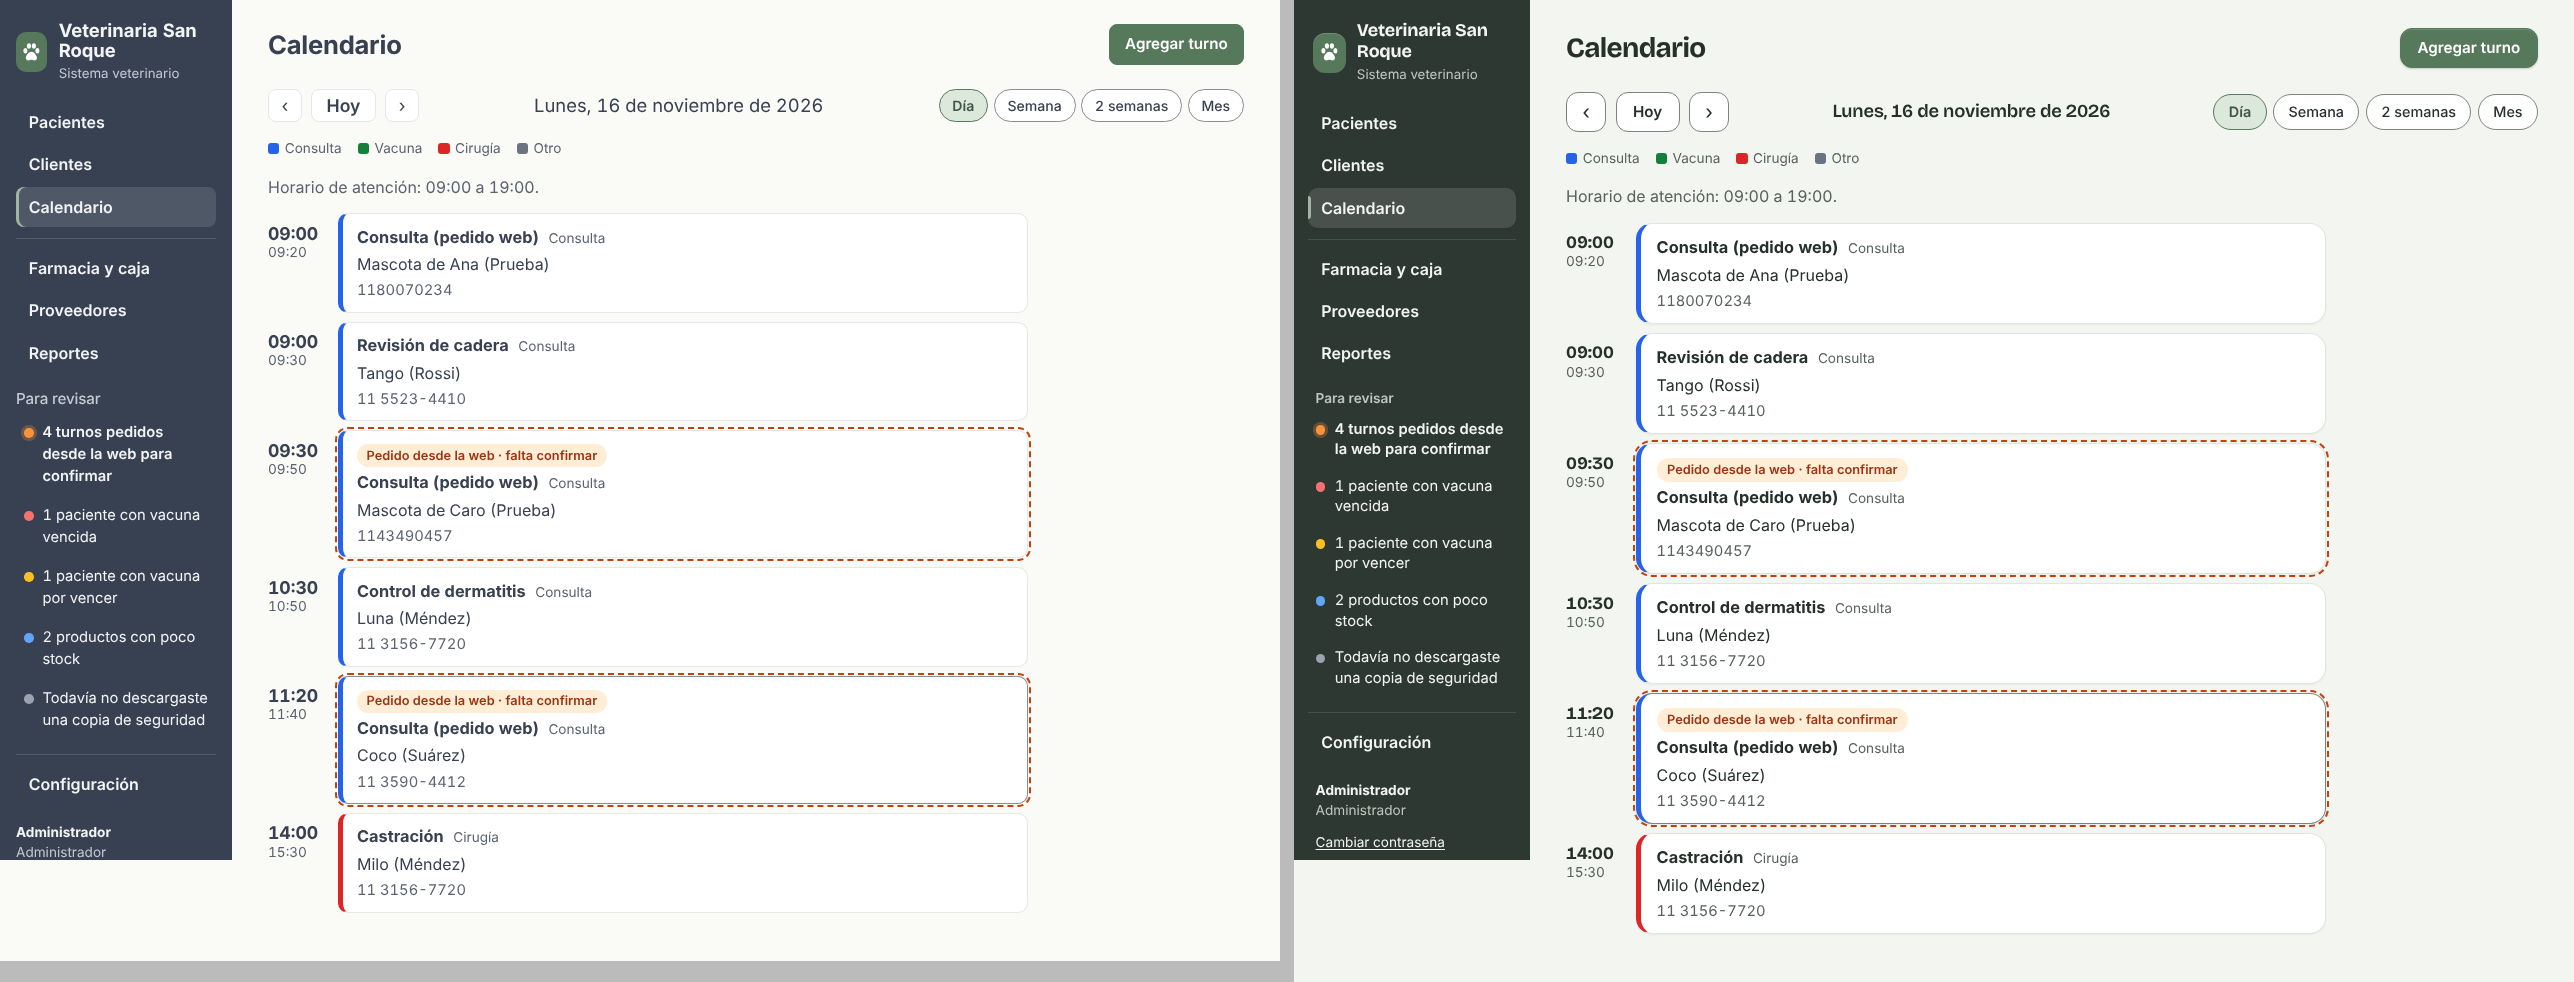 Veterinaria San
Roque
Sistema veterinario
Pacientes
Clientes
Calendario
Farmacia y caja
Proveedores
Reportes
Para revisar
4 turnos pedidos
desde la web para
confirmar
1 paciente con vacuna
vencida
1 paciente con vacuna
por vencer
2 productos con poco
stock
Todavía no descargaste
una copia de seguridad
Configuración
Administrador
Administrador
Calendario
Agregar turno
‹ Hoy ›
Lunes, 16 de noviembre de 2026
Día Semana 2 semanas Mes
Consulta Vacuna Cirugía Otro
Horario de atención: 09:00 a 19:00.
09:00
09:20
Consulta (pedido web) Consulta
Mascota de Ana (Prueba)
1180070234
09:00
09:30
Revisión de cadera Consulta
Tango (Rossi)
11 5523-4410
09:30
09:50
Pedido desde la web · falta confirmar
Consulta (pedido web) Consulta
Mascota de Caro (Prueba)
1143490457
10:30
10:50
Control de dermatitis Consulta
Luna (Méndez)
11 3156-7720
11:20
11:40
Pedido desde la web · falta confirmar
Consulta (pedido web) Consulta
Coco (Suárez)
11 3590-4412
14:00
15:30
Castración Cirugía
Milo (Méndez)
11 3156-7720
Veterinaria San
Roque
Sistema veterinario
Pacientes
Clientes
Calendario
Farmacia y caja
Proveedores
Reportes
Para revisar
4 turnos pedidos desde
la web para confirmar
1 paciente con vacuna
vencida
1 paciente con vacuna
por vencer
2 productos con poco
stock
Todavía no descargaste
una copia de seguridad
Configuración
Administrador
Administrador
Cambiar contraseña
Calendario
Agregar turno
‹ Hoy ›
Lunes, 16 de noviembre de 2026
Día Semana 2 semanas Mes
Consulta Vacuna Cirugía Otro
Horario de atención: 09:00 a 19:00.
09:00
09:20
Consulta (pedido web) Consulta
Mascota de Ana (Prueba)
1180070234
09:00
09:30
Revisión de cadera Consulta
Tango (Rossi)
11 5523-4410
09:30
09:50
Pedido desde la web · falta confirmar
Consulta (pedido web) Consulta
Mascota de Caro (Prueba)
1143490457
10:30
10:50
Control de dermatitis Consulta
Luna (Méndez)
11 3156-7720
11:20
11:40
Pedido desde la web · falta confirmar
Consulta (pedido web) Consulta
Coco (Suárez)
11 3590-4412
14:00
15:30
Castración Cirugía
Milo (Méndez)
11 3156-7720